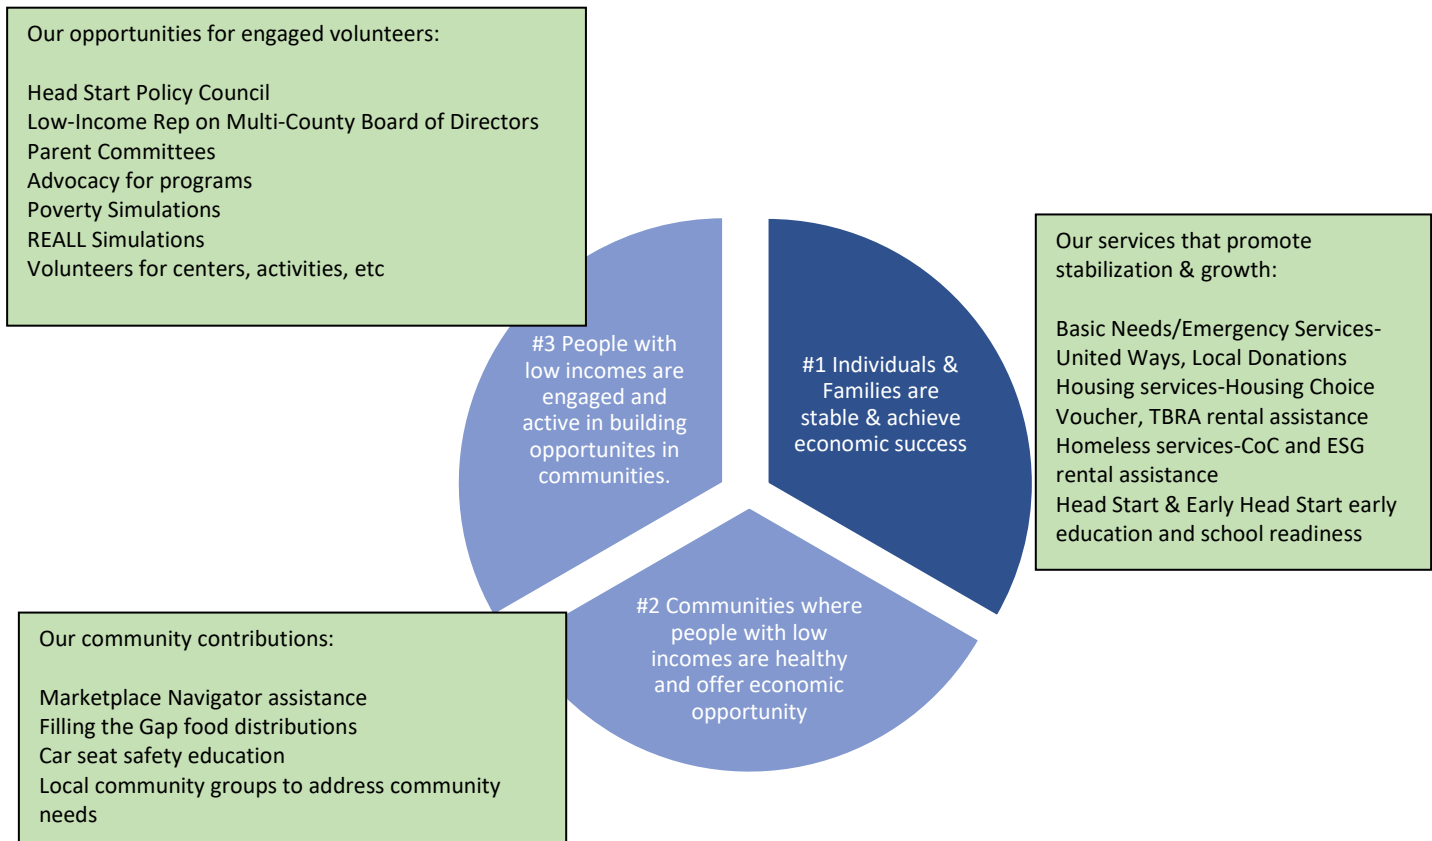 Our opportunities for engaged volunteers:
Head Start Policy Council
Low-Income Rep on Multi-County Board of Directors
Parent Committees
Advocacy for programs
Poverty Simulations
REALL Simulations
Volunteers for centers, activities, etc
#3 People with
low incomes are
engaged and
active in building
opportunites in
communities.
#1 Individuals &
Families are
stable & achieve
economic success
Our services that promote
stabilization & growth:
Basic Needs/Emergency Services-
United Ways, Local Donations
Housing services-Housing Choice
Voucher, TBRA rental assistance
Homeless services-CoC and ESG
rental assistance
Head Start & Early Head Start early
education and school readiness
#2 Communities where
people with low
incomes are healthy
and offer economic
opportunity
Our community contributions:
Marketplace Navigator assistance
Filling the Gap food distributions
Car seat safety education
Local community groups to address community
needs